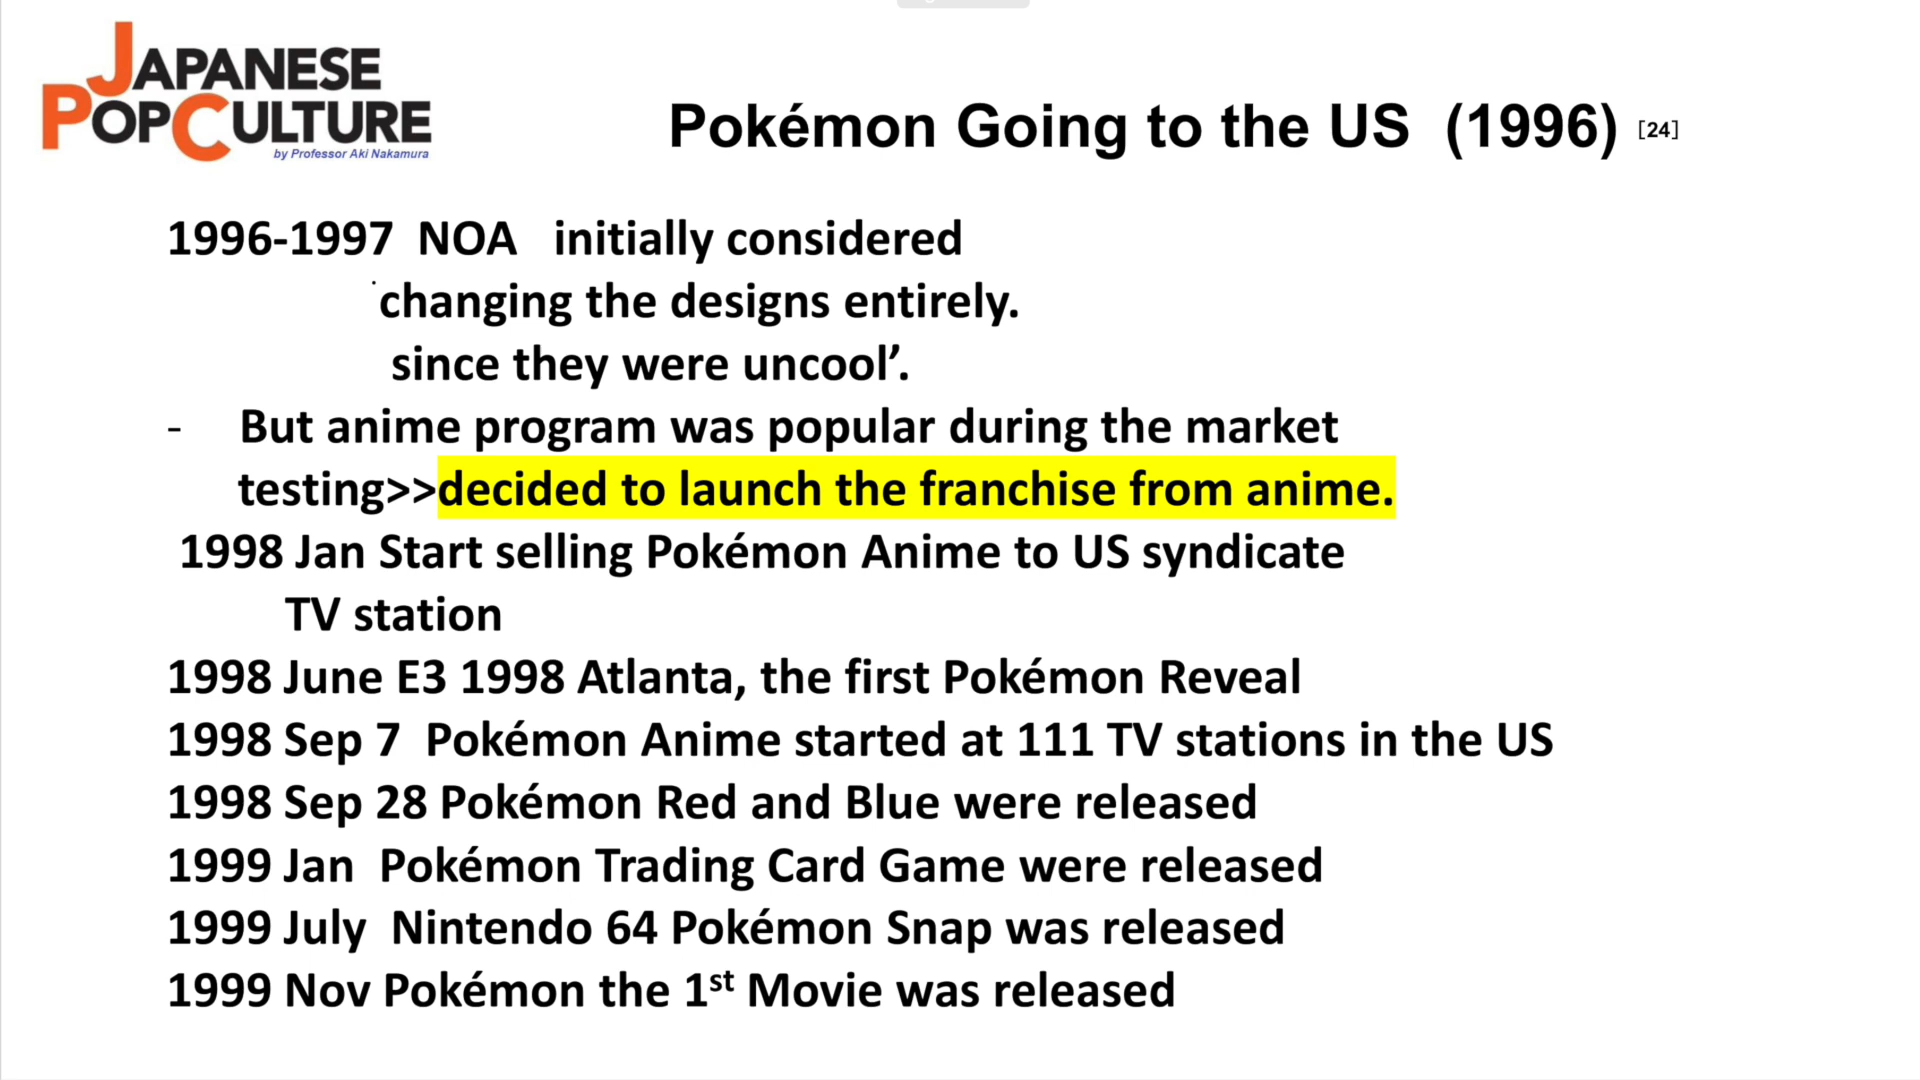 JAPANESE
POPCULTURE
by Professor Aki Nakamura
Pokémon Going to the US (1996) [24]
1996-1997 NOA initially considered
changing the designs entirely.
since they were uncool’.
- But anime program was popular during the market
testing>>decided to launch the franchise from anime.
1998 Jan Start selling Pokémon Anime to US syndicate
TV station
1998 June E3 1998 Atlanta, the first Pokémon Reveal
1998 Sep 7 Pokémon Anime started at 111 TV stations in the US
1998 Sep 28 Pokémon Red and Blue were released
1999 Jan Pokémon Trading Card Game were released
1999 July Nintendo 64 Pokémon Snap was released
1999 Nov Pokémon the 1st Movie was released